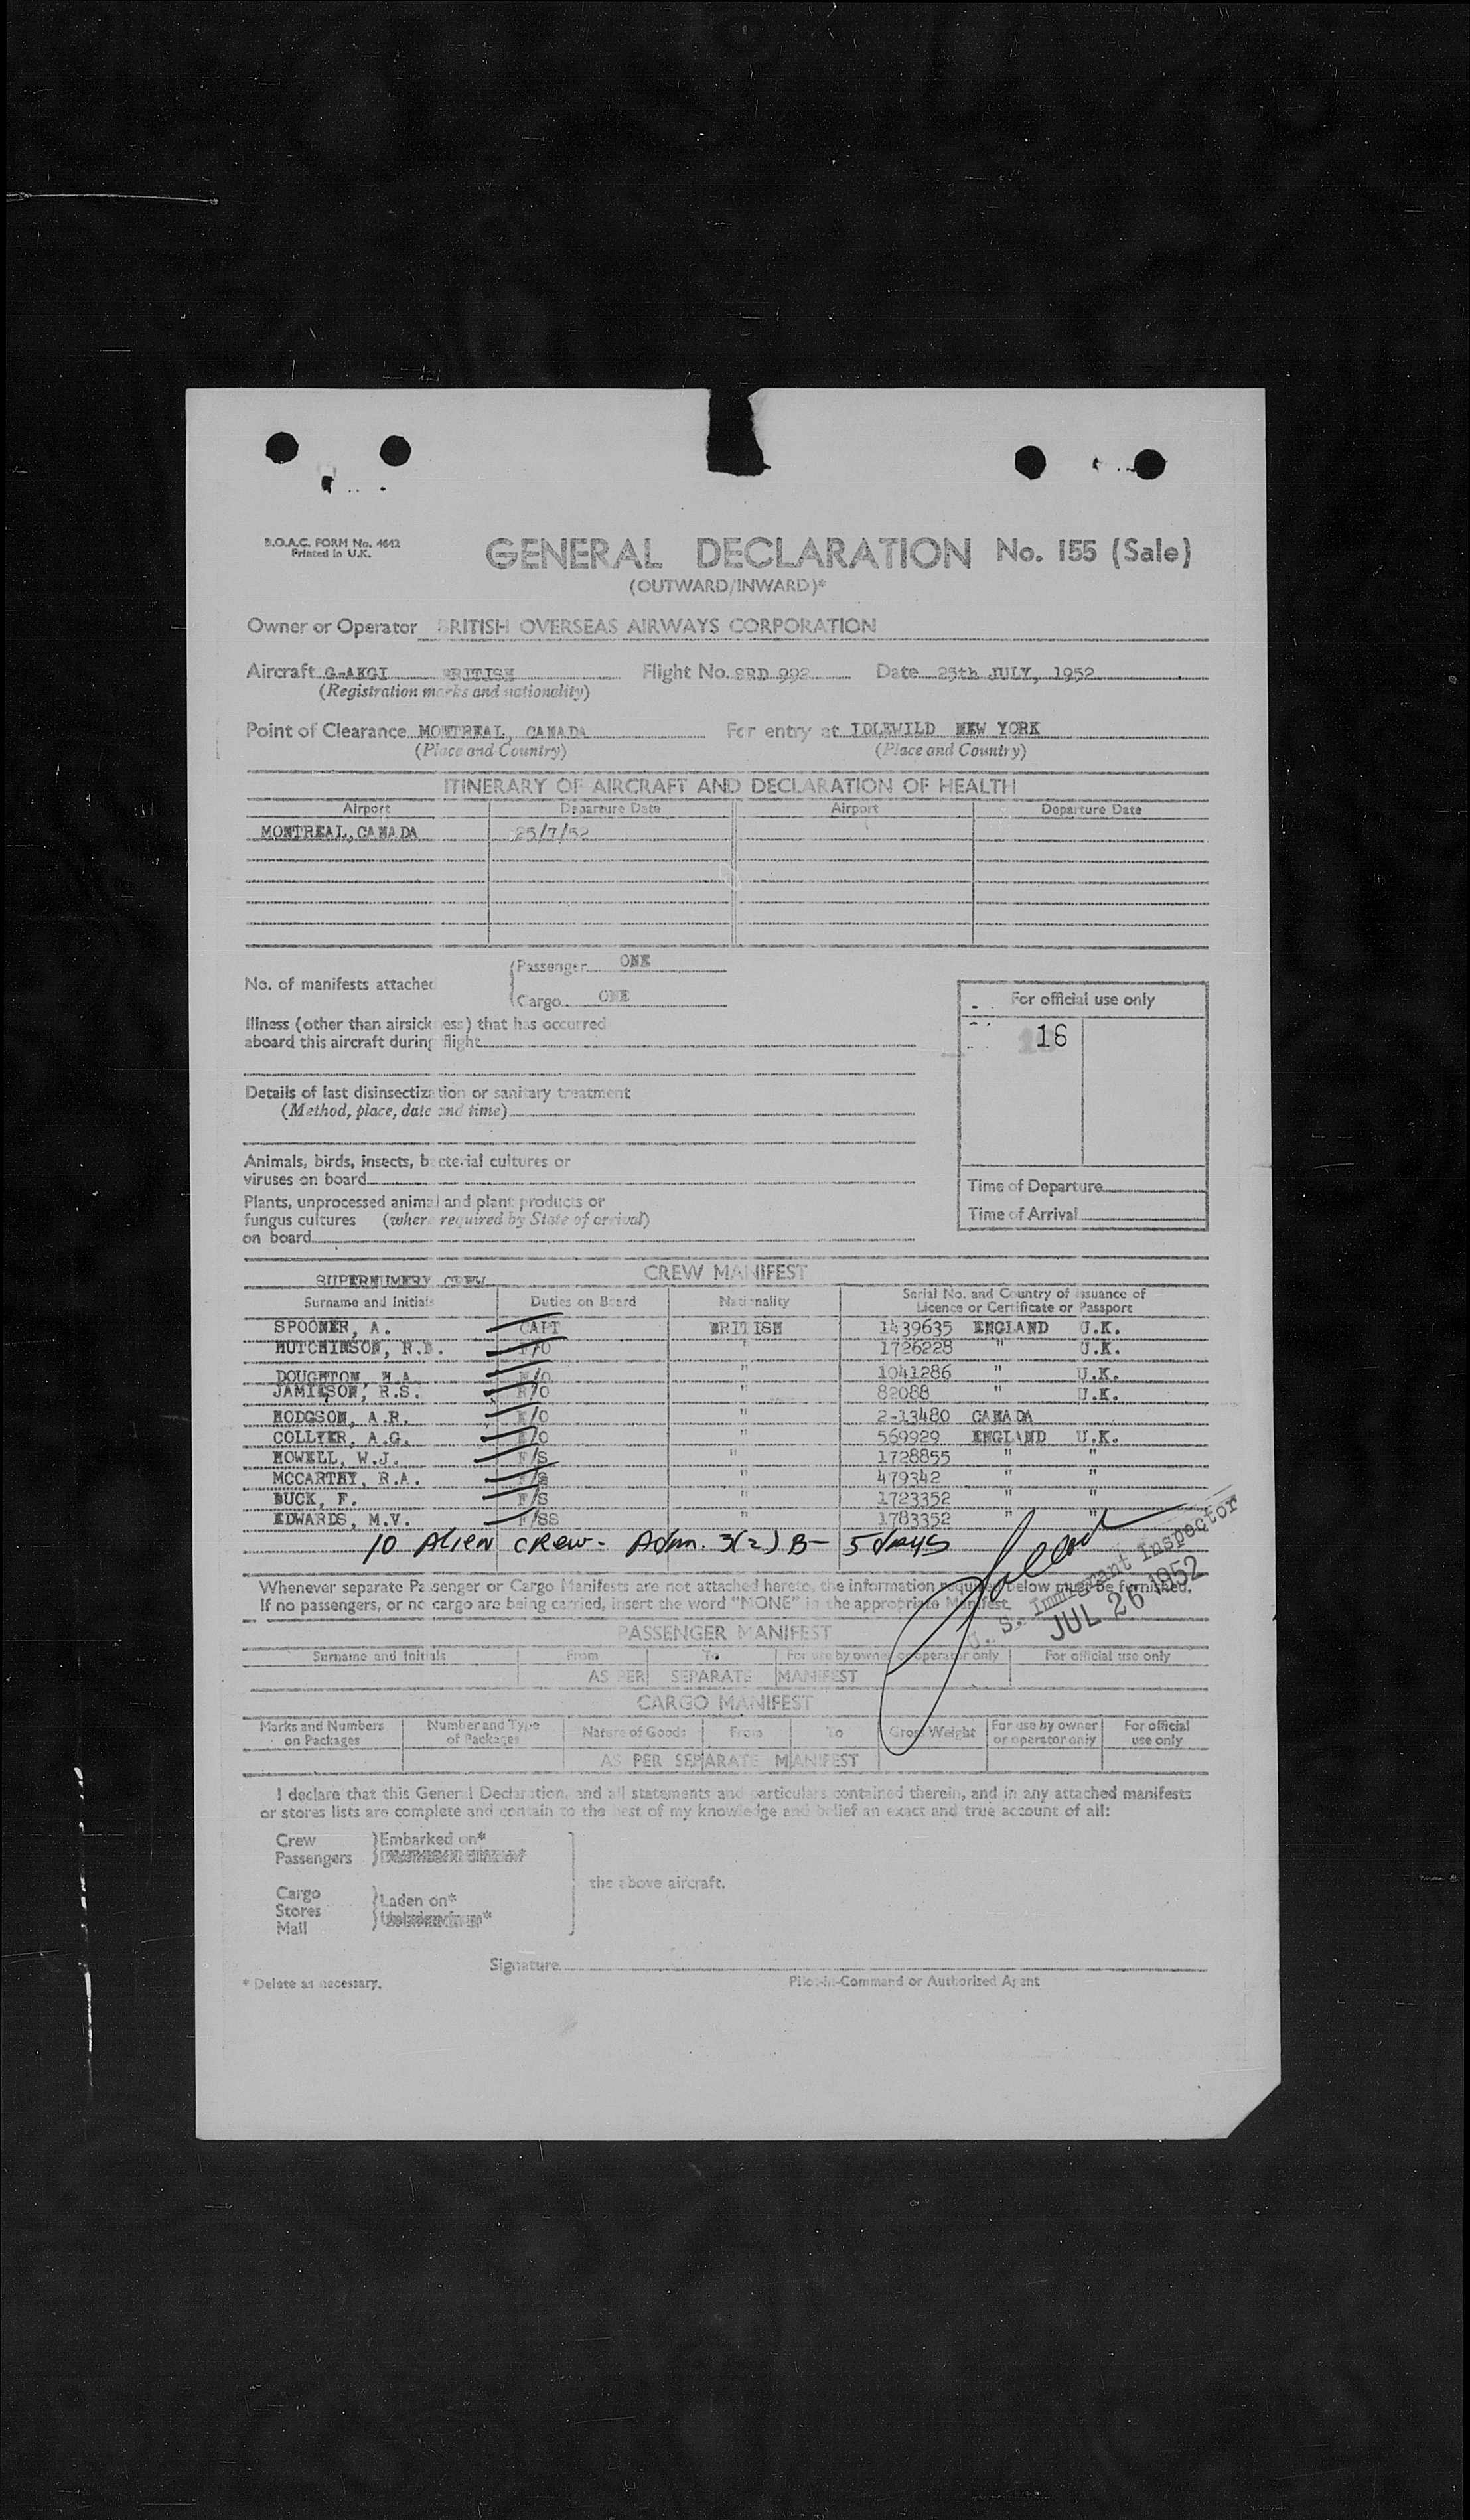 B.O.A.C. FORM No. 4642
Printed in U.K.
GENERAL DECLARATION No. 155 (Sale)
(OUTWARD/INWARD)*
Owner or Operator BRITISH OVERSEAS AIRWAYS CORPORATION
Aircraft G-AKGI BRITISH Flight No. SRD 992 Date 25th JULY, 1952
(Registration marks and nationality)
Point of Clearance MONTREAL, CANADA For entry at IDLEWILD NEW YORK
(Place and Country) (Place and Country)
ITINERARY OF AIRCRAFT AND DECLARATION OF HEALTH
Airport Departure Date Airport Departure Date
MONTREAL, CANADA 25/7/52
No. of manifests attached
Passenger ONE
Cargo ONE
For official use only
16
Illness (other than airsickness) that has occurred
aboard this aircraft during flight
Details of last disinsectization or sanitary treatment
(Method, place, date and time)
Animals, birds, insects, bacterial cultures or
viruses on board
Plants, unprocessed animal and plant products or
fungus cultures (where required by State of arrival)
on board
Time of Departure
Time of Arrival
CREW MANIFEST
SUPERNUMERY CREW
Surname and Initials Duties on Board Nationality Serial No. and Country of Issuance of
Licence or Certificate or Passport
SPOONER, A. CAPT BRITISH 1439635 ENGLAND U.K.
HUTCHINSON, R. F/O " 1726228 " U.K.
DOUGHTON, /O " 1041286 " U.K.
JAMIESON, R.S. R/O " 82088 " U.K.
HODGSON, A.R. /O " 2-13480 CANADA
COLLYER, A.G. E/O " 569929 ENGLAND U.K.
HOWELL, W.J. F/S " 1728855 " "
MCCARTHY, R.A. F/S " 479342 " "
BUCK, F. F/S " 1723352 " "
EDWARDS, M.V. F/SS " 1783352 " "
10 Alien Crew - Adm. 3(2) B - 5 days
U. S. Immigrant Inspector
JUL 26 1952
Whenever separate Passenger or Cargo Manifests are not attached hereto, the information required below must be furnished.
If no passengers, or no cargo are being carried, insert the word "NONE" in the appropriate Manifest.
PASSENGER MANIFEST
Surname and Initials From To For use by owner or operator only For official use only
AS PER SEPARATE MANIFEST
CARGO MANIFEST
Marks and Numbers on Packages Number and Type of Packages Nature of Goods From To Gross Weight For use by owner or operator only For official use only
AS PER SEPARATE MANIFEST
I declare that this General Declaration, and all statements and particulars contained therein, and in any attached manifests
or stores lists are complete and contain to the best of my knowledge and belief an exact and true account of all:
Crew
Passengers
Embarked on*
Cargo
Stores
Mail
Laden on*
the above aircraft.
Signature
* Delete as necessary. Pilot-in-Command or Authorised Agent